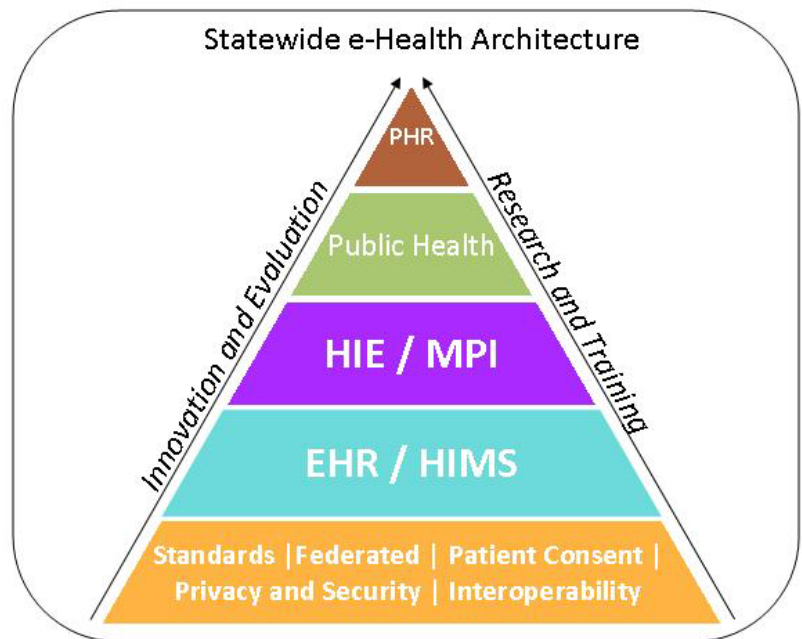 Statewide e-Health Architecture
PHR
Public Health
HIE / MPI
EHR / HIMS
Standards |Federated | Patient Consent |
Privacy and Security | Interoperability
Innovation and Evaluation
Research and Training